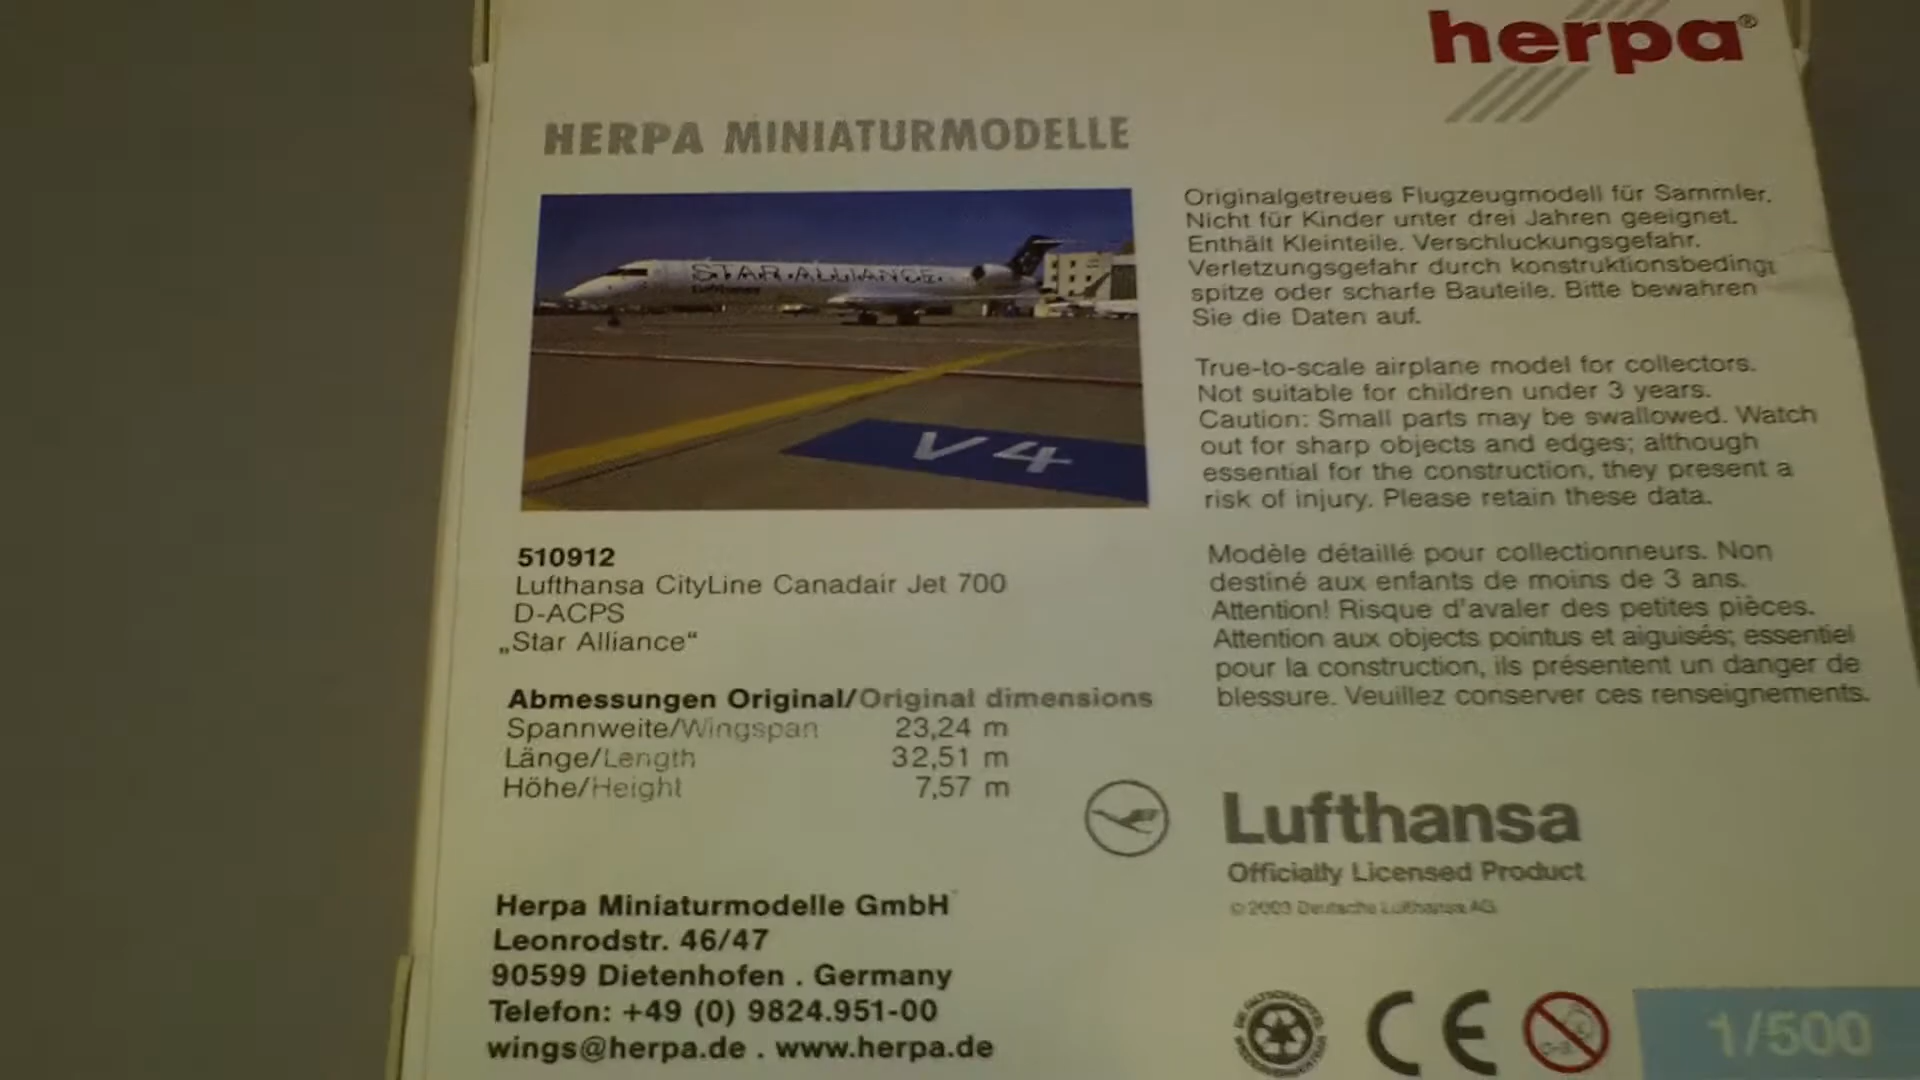 herpa®
HERPA MINIATURMODELLE
STAR ALLIANCE
Lufthansa
V4
510912
Lufthansa CityLine Canadair Jet 700
D-ACPS
„Star Alliance“
Abmessungen Original/Original dimensions
Spannweite/Wingspan 23,24 m
Länge/Length 32,51 m
Höhe/Height 7,57 m
Herpa Miniaturmodelle GmbH
Leonrodstr. 46/47
90599 Dietenhofen . Germany
Telefon: +49 (0) 9824.951-00
wings@herpa.de . www.herpa.de
Originalgetreues Flugzeugmodell für Sammler.
Nicht für Kinder unter drei Jahren geeignet.
Enthält Kleinteile. Verschluckungsgefahr.
Verletzungsgefahr durch konstruktionsbedingt
spitze oder scharfe Bauteile. Bitte bewahren
Sie die Daten auf.
True-to-scale airplane model for collectors.
Not suitable for children under 3 years.
Caution: Small parts may be swallowed. Watch
out for sharp objects and edges; although
essential for the construction, they present a
risk of injury. Please retain these data.
Modèle détaillé pour collectionneurs. Non
destiné aux enfants de moins de 3 ans.
Attention! Risque d'avaler des petites pièces.
Attention aux objects pointus et aiguisés; essentiel
pour la construction, ils présentent un danger de
blessure. Veuillez conserver ces renseignements.
Lufthansa
Officially Licensed Product
© 2003 Deutsche Lufthansa AG
CE
0-3
1/500